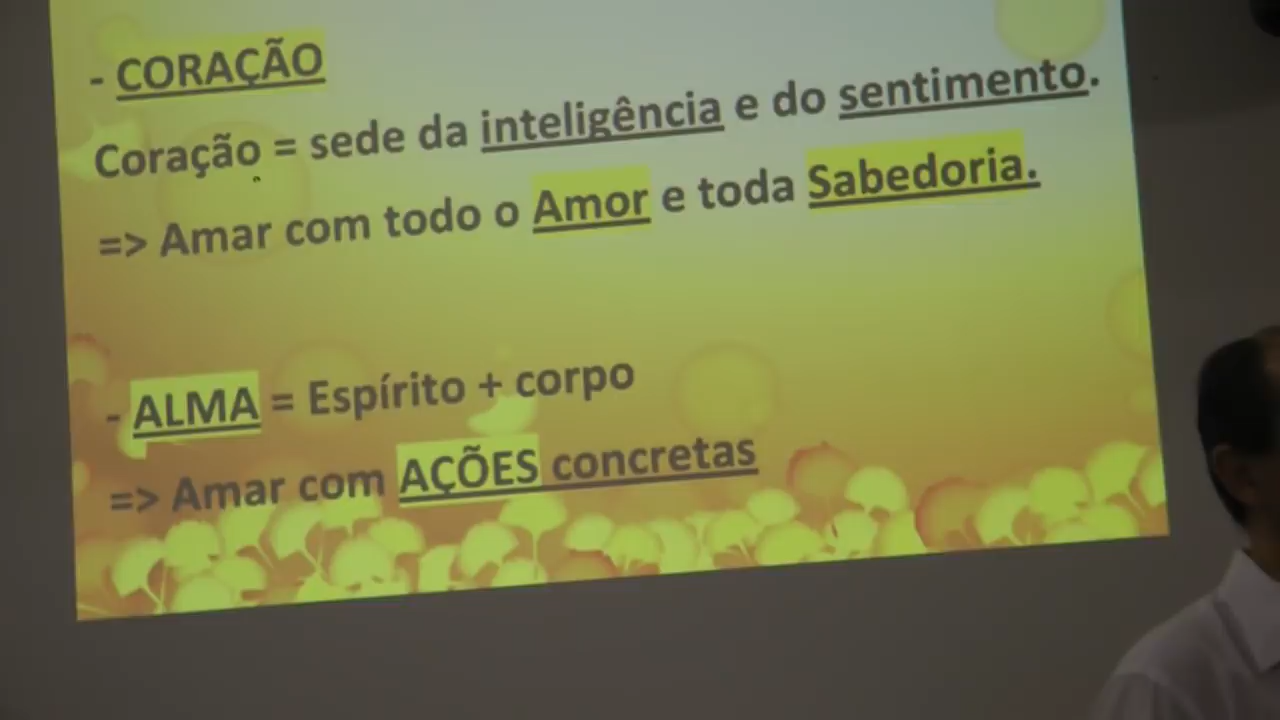 - CORAÇÃO
Coração = sede da inteligência e do sentimento.
=> Amar com todo o Amor e toda Sabedoria.
- ALMA = Espírito + corpo
=> Amar com AÇÕES concretas